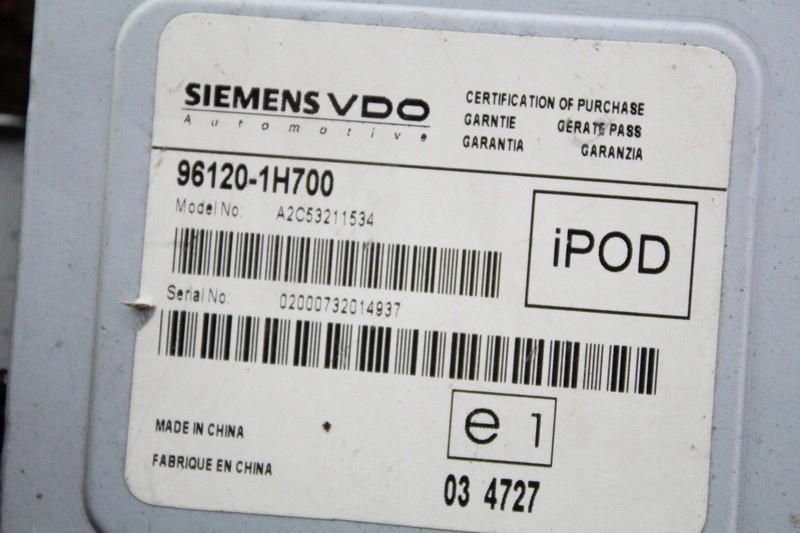 SIEMENS VDO
Automotive
CERTIFICATION OF PURCHASE
GARNTIE GERATE PASS
GARANTIA GARANZIA
96120-1H700
Model No: A2C53211534
iPOD
Serial No: 02000732014937
e 1
MADE IN CHINA
FABRIQUE EN CHINA
03 4727